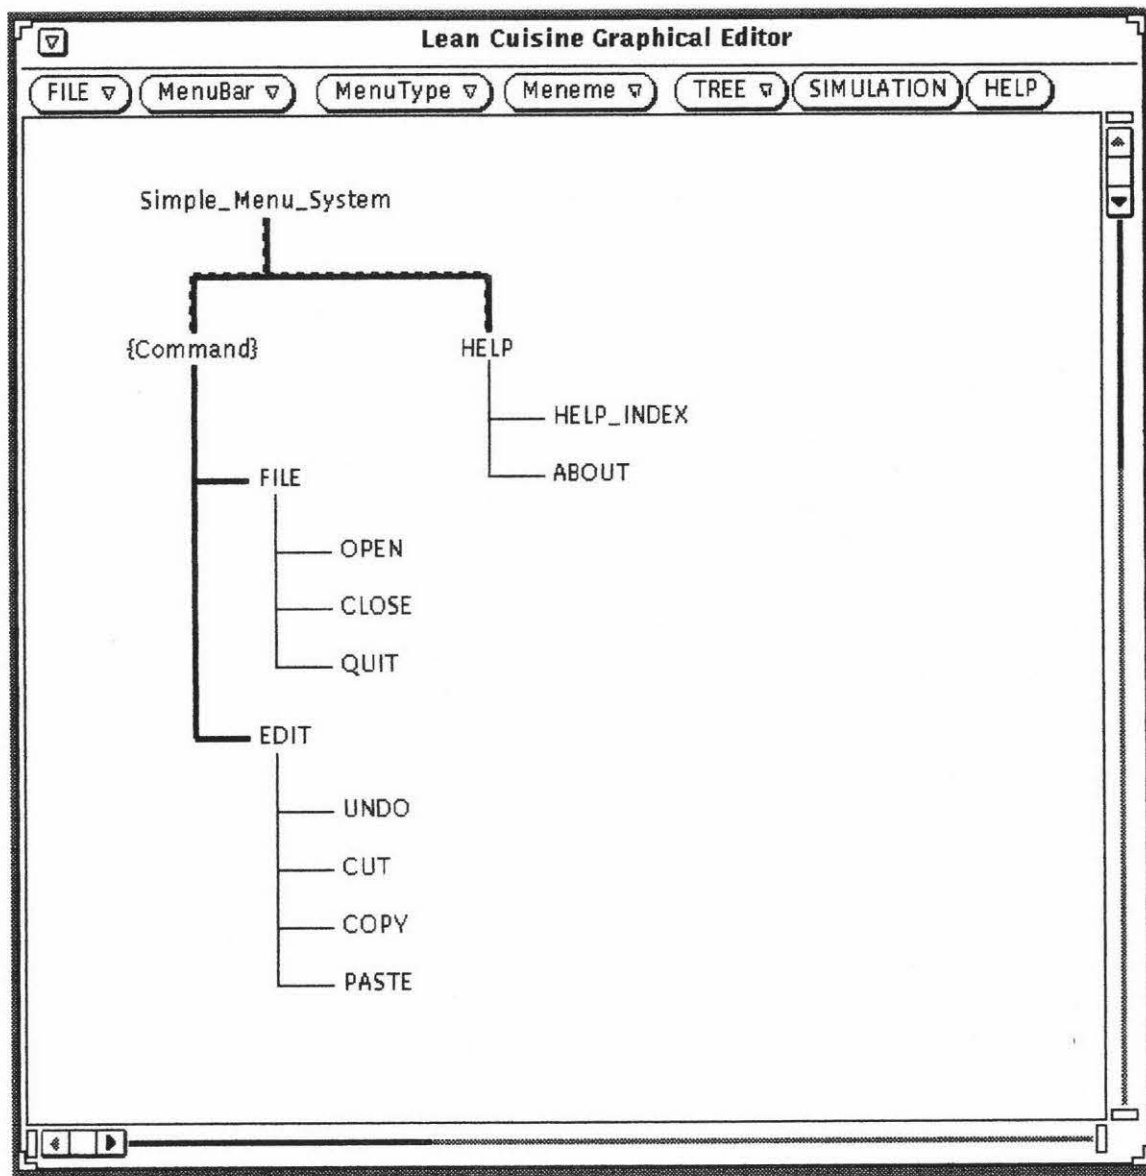 Lean Cuisine Graphical Editor
FILE MenuBar MenuType Meneme TREE SIMULATION HELP
Simple_Menu_System
{Command} HELP
HELP_INDEX
ABOUT
FILE
OPEN
CLOSE
QUIT
EDIT
UNDO
CUT
COPY
PASTE